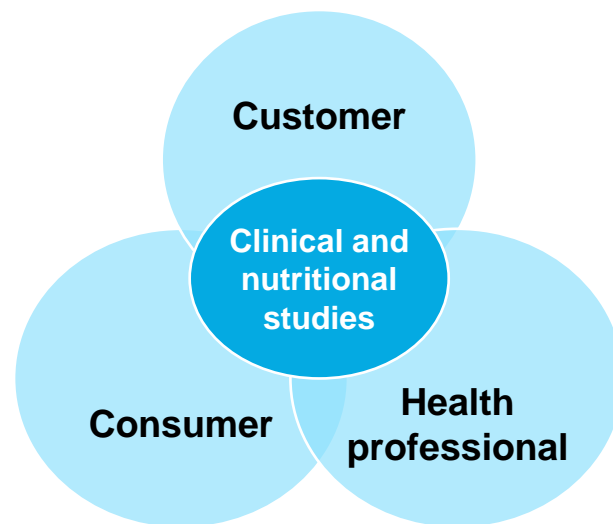 Customer
Clinical and
nutritional
studies
Consumer
Health
professional